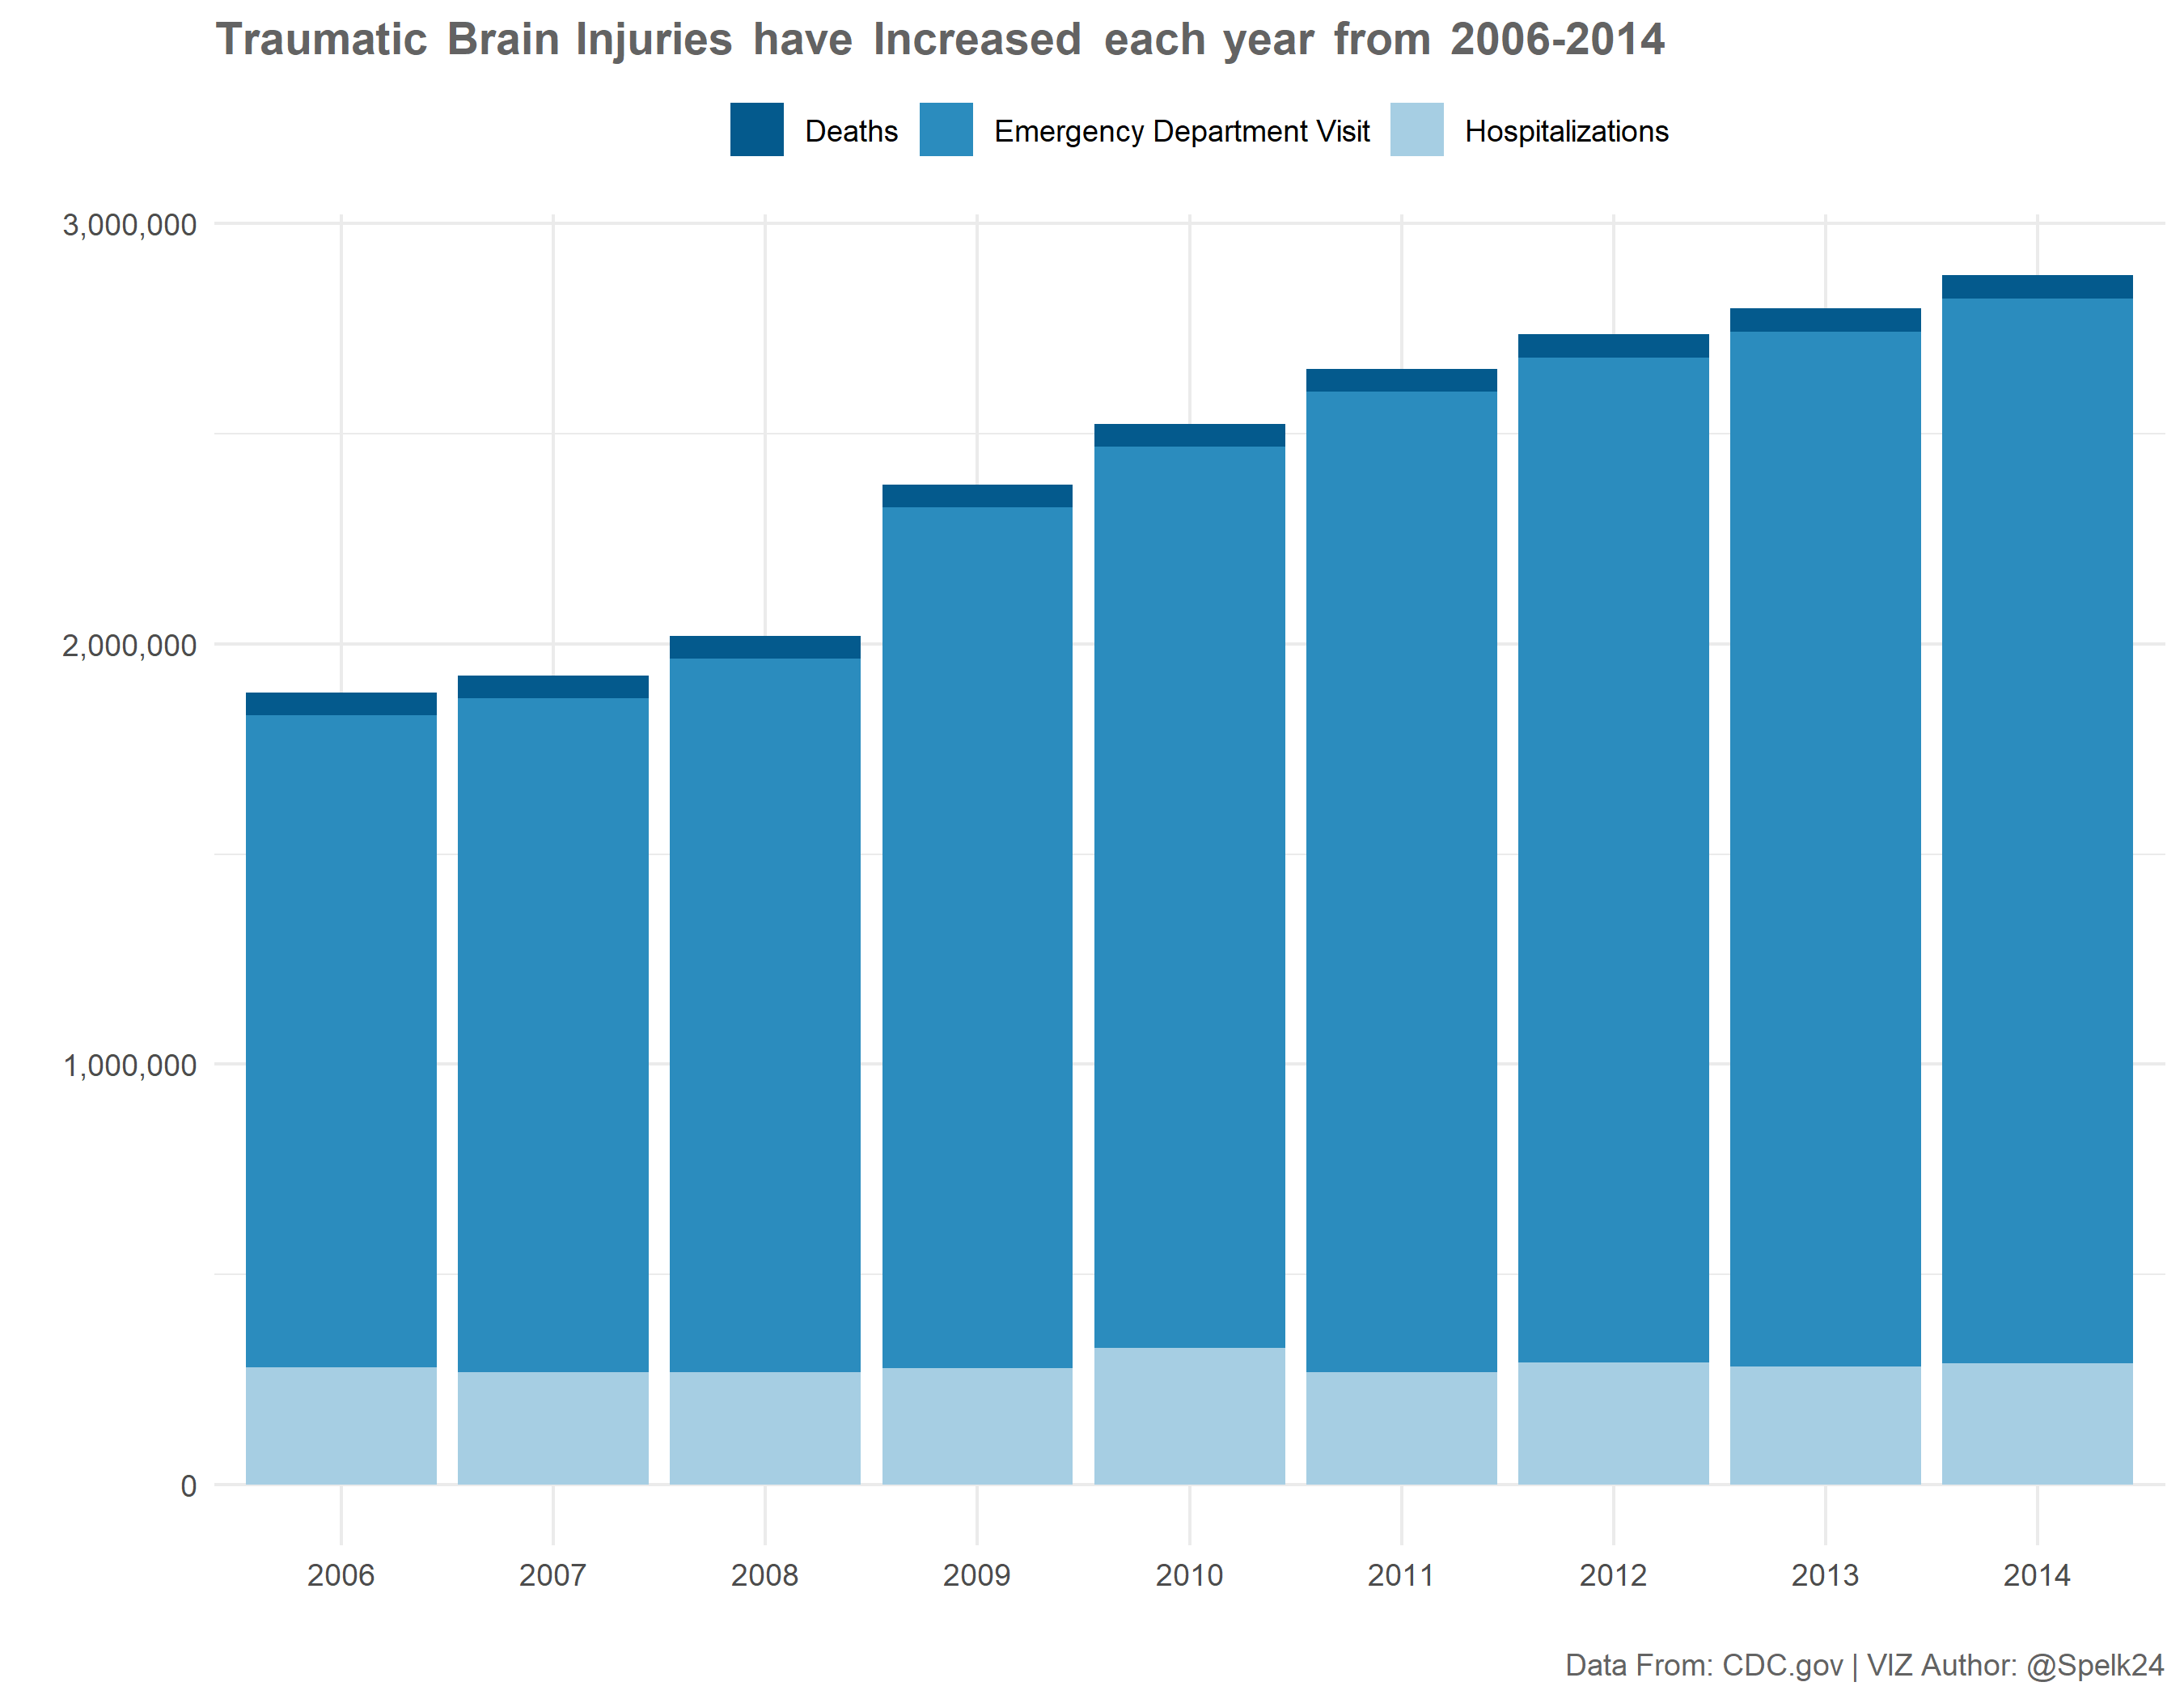 Traumatic Brain Injuries have Increased each year from 2006-2014
Deaths Emergency Department Visit Hospitalizations
3,000,000
2,000,000
1,000,000
0
2006 2007 2008 2009 2010 2011 2012 2013 2014
Data From: CDC.gov | VIZ Author: @Spelk24